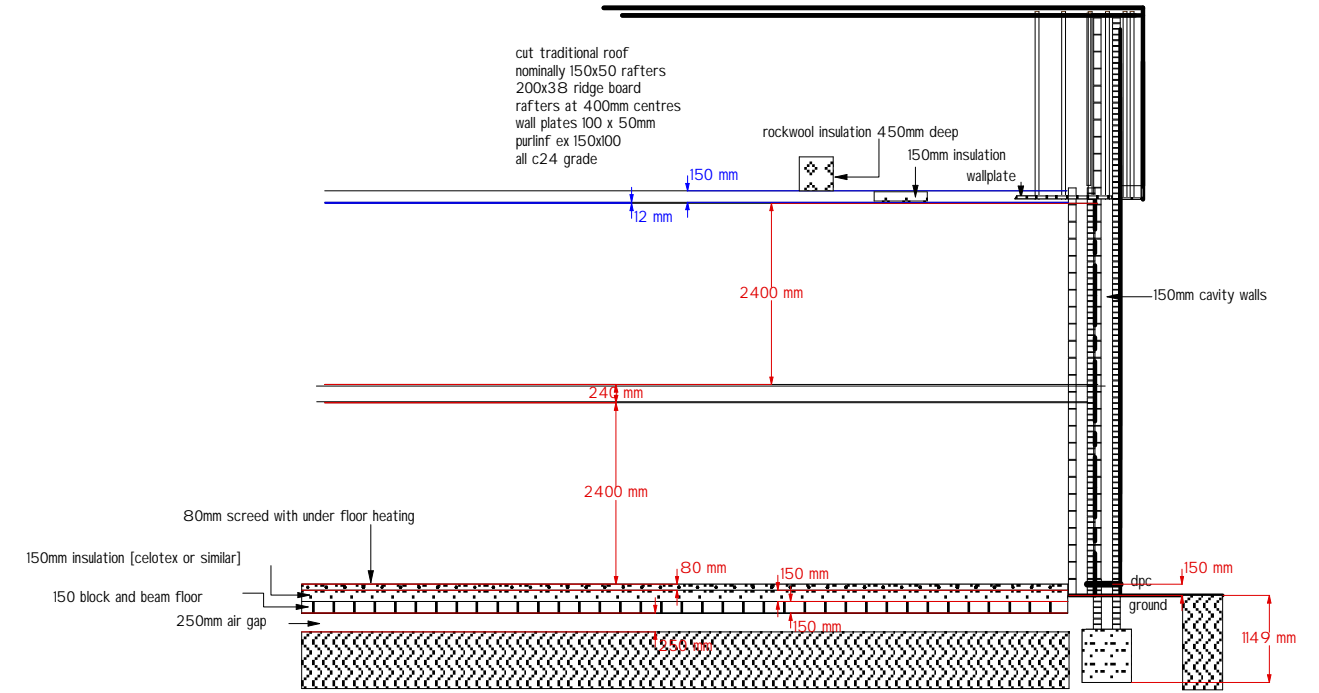 cut traditional roof
nominally 150x50 rafters
200x38 ridge board
rafters at 400mm centres
wall plates 100 x 50mm
purlinf ex 150x100
all c24 grade
rockwool insulation 450mm deep
150mm insulation
wallplate
150 mm
12 mm
2400 mm
150mm cavity walls
240 mm
2400 mm
80mm screed with under floor heating
150mm insulation [celotex or similar]
150 block and beam floor
250mm air gap
80 mm
150 mm
150mm
250 mm
dpc
ground
150 mm
1149 mm